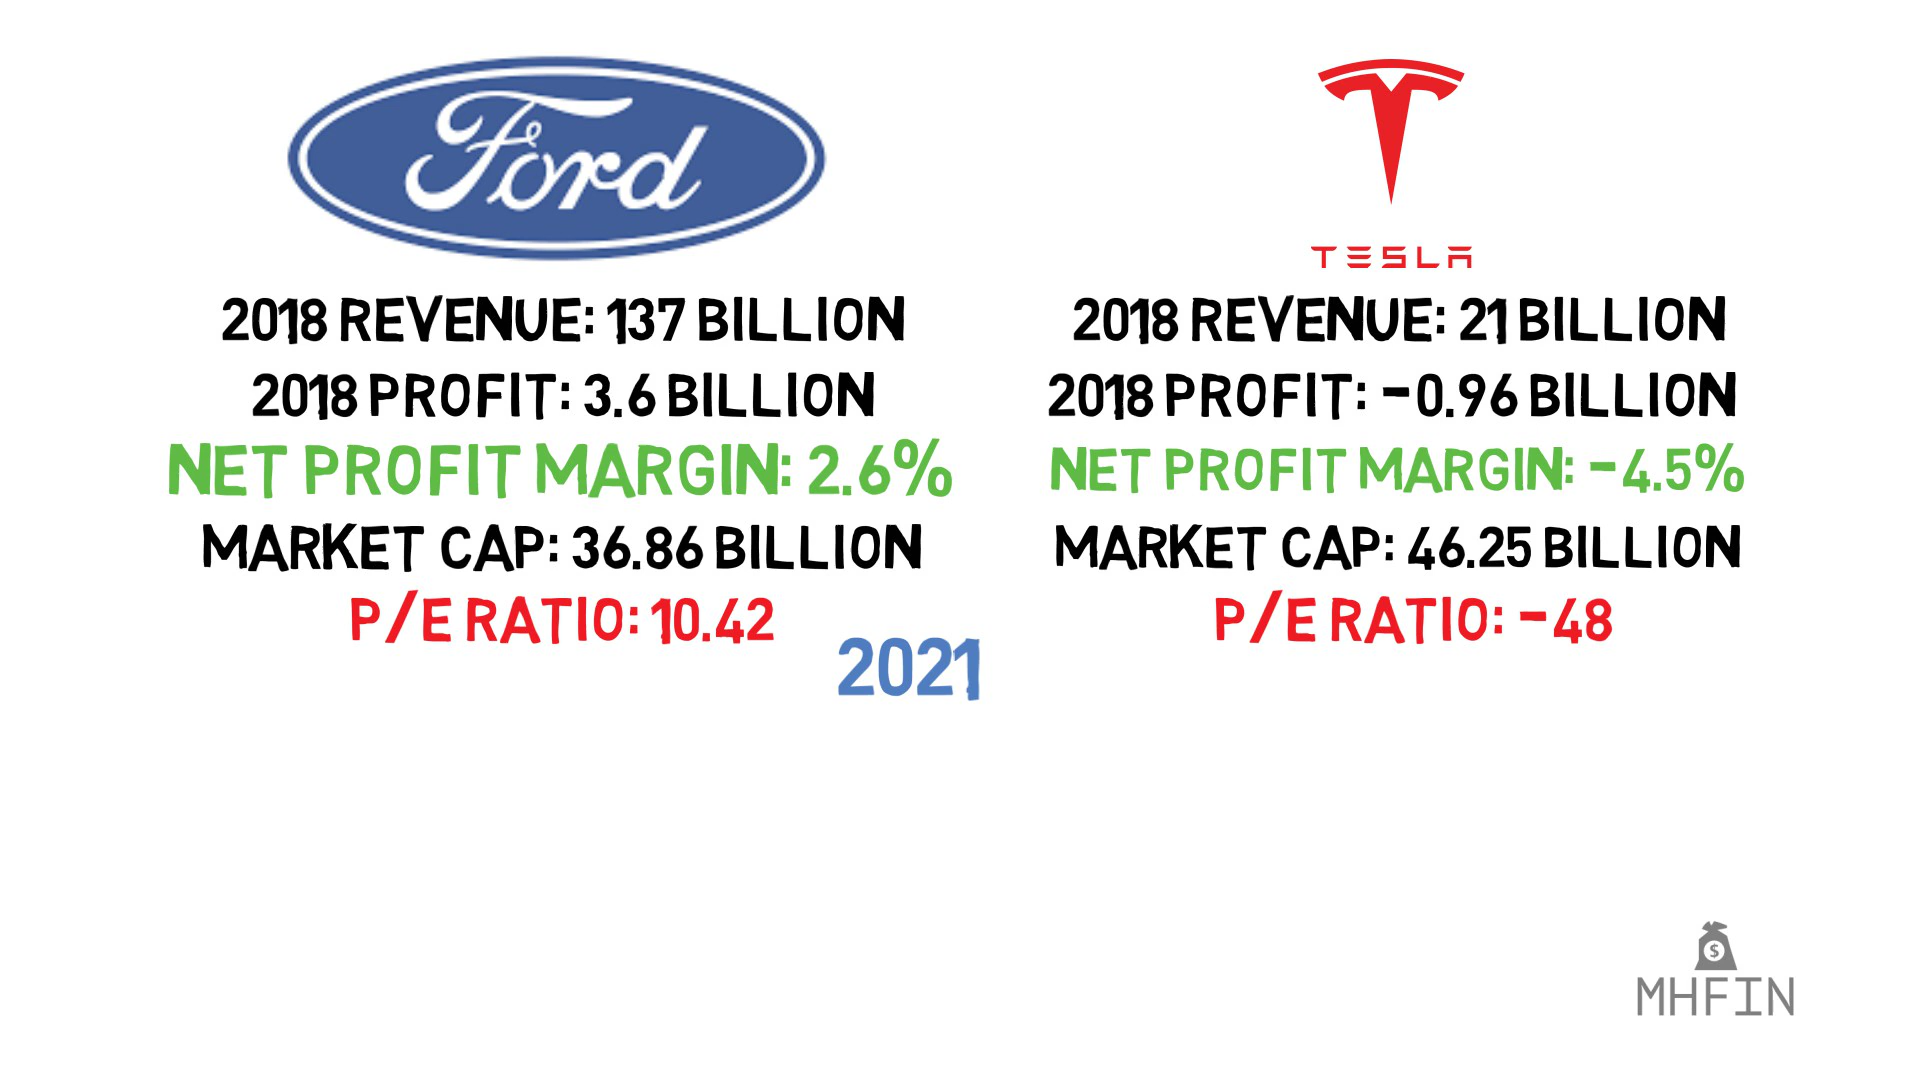 Ford
TESLA
2018 REVENUE: 137 BILLION
2018 PROFIT: 3.6 BILLION
NET PROFIT MARGIN: 2.6%
MARKET CAP: 36.86 BILLION
P/E RATIO: 10.42
2018 REVENUE: 21 BILLION
2018 PROFIT: -0.96 BILLION
NET PROFIT MARGIN: -4.5%
MARKET CAP: 46.25 BILLION
P/E RATIO: -48
2021
$
MHFIN